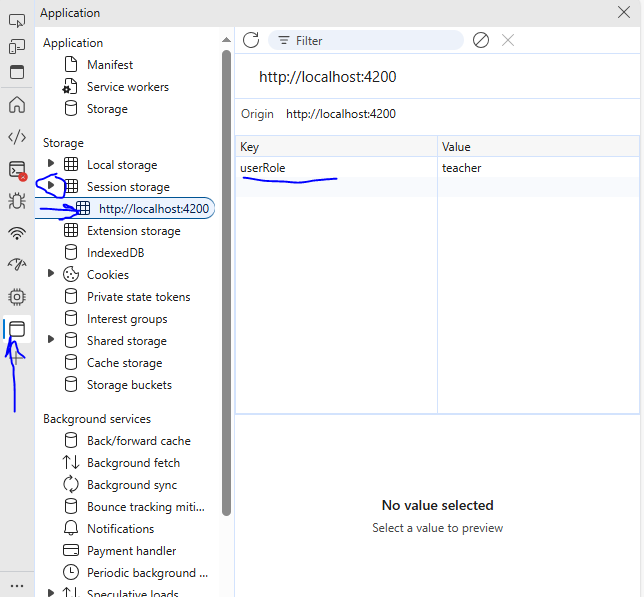 Application
Application
Manifest
Service workers
Storage
Storage
Local storage
Session storage
http://localhost:4200
Extension storage
IndexedDB
Cookies
Private state tokens
Interest groups
Shared storage
Cache storage
Storage buckets
Background services
Back/forward cache
Background fetch
Background sync
Bounce tracking miti...
Notifications
Payment handler
Periodic background ...
Speculative loads
Filter
http://localhost:4200
Origin http://localhost:4200
Key Value
userRole teacher
No value selected
Select a value to preview